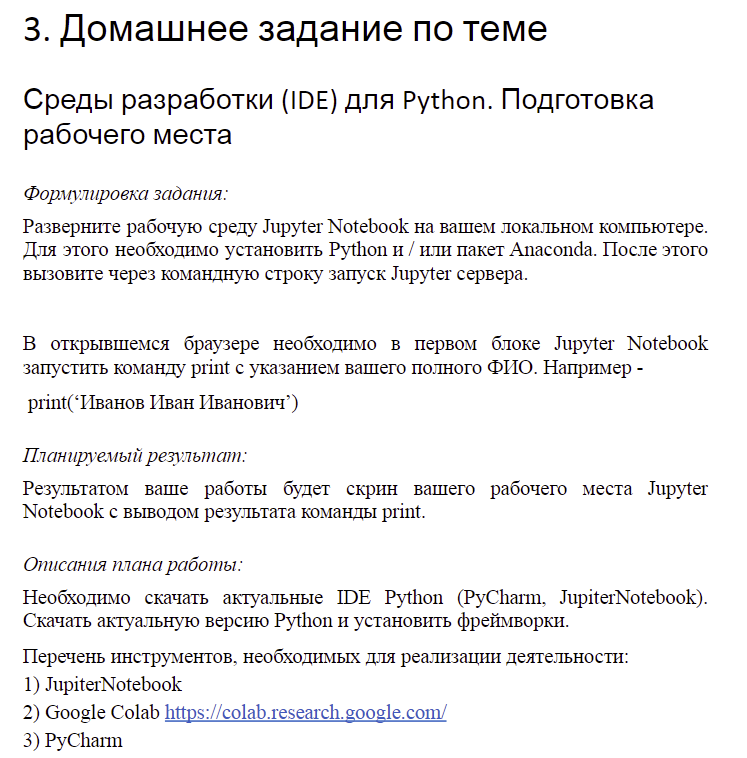 3. Домашнее задание по теме
Среды разработки (IDE) для Python. Подготовка
рабочего места
Формулировка задания:
Разверните рабочую среду Jupyter Notebook на вашем локальном компьютере.
Для этого необходимо установить Python и / или пакет Anaconda. После этого
вызовите через командную строку запуск Jupyter сервера.
В открывшемся браузере необходимо в первом блоке Jupyter Notebook
запустить команду print с указанием вашего полного ФИО. Например -
print(‘Иванов Иван Иванович’)
Планируемый результат:
Результатом ваше работы будет скрин вашего рабочего места Jupyter
Notebook с выводом результата команды print.
Описания плана работы:
Необходимо скачать актуальные IDE Python (PyCharm, JupiterNotebook).
Скачать актуальную версию Python и установить фреймворки.
Перечень инструментов, необходимых для реализации деятельности:
1) JupiterNotebook
2) Google Colab https://colab.research.google.com/
3) PyCharm